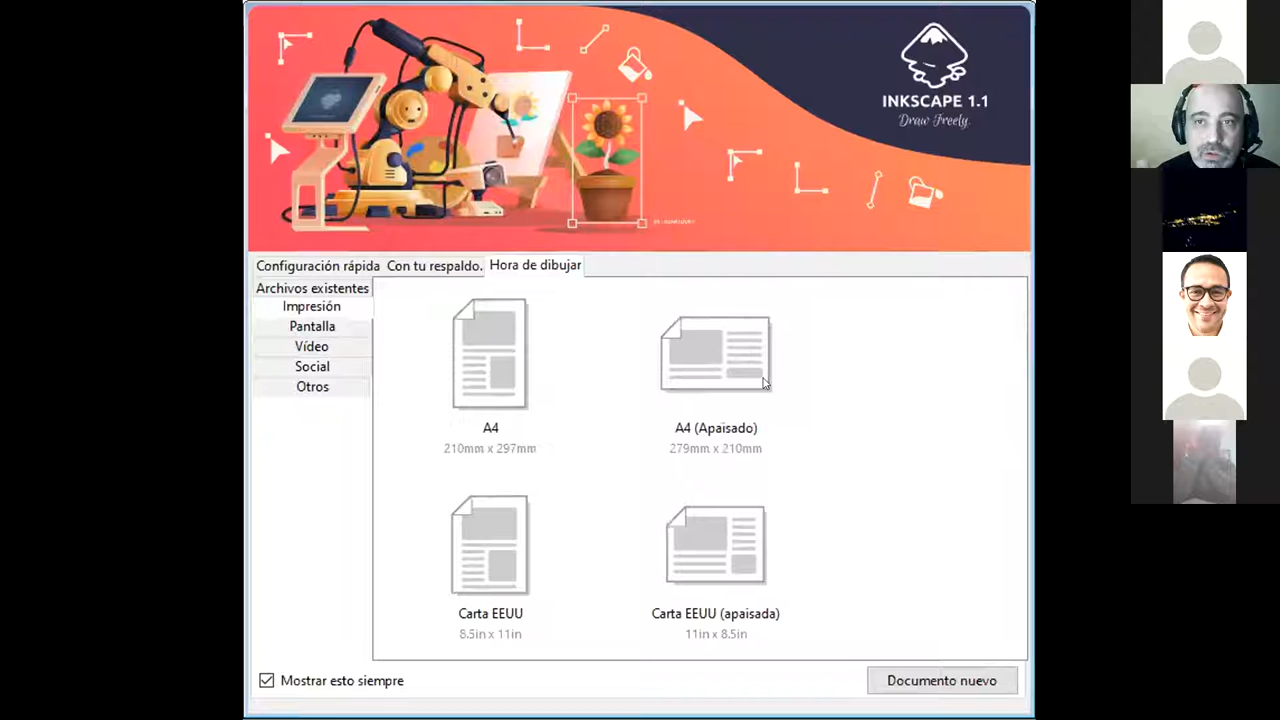 INKSCAPE 1.1
Draw Freely.
Configuración rápida
Con tu respaldo.
Hora de dibujar
Archivos existentes
Impresión
Pantalla
Vídeo
Social
Otros
A4
210mm x 297mm
A4 (Apaisado)
279mm x 210mm
Carta EEUU
8.5in x 11in
Carta EEUU (apaisada)
11in x 8.5in
Mostrar esto siempre
Documento nuevo